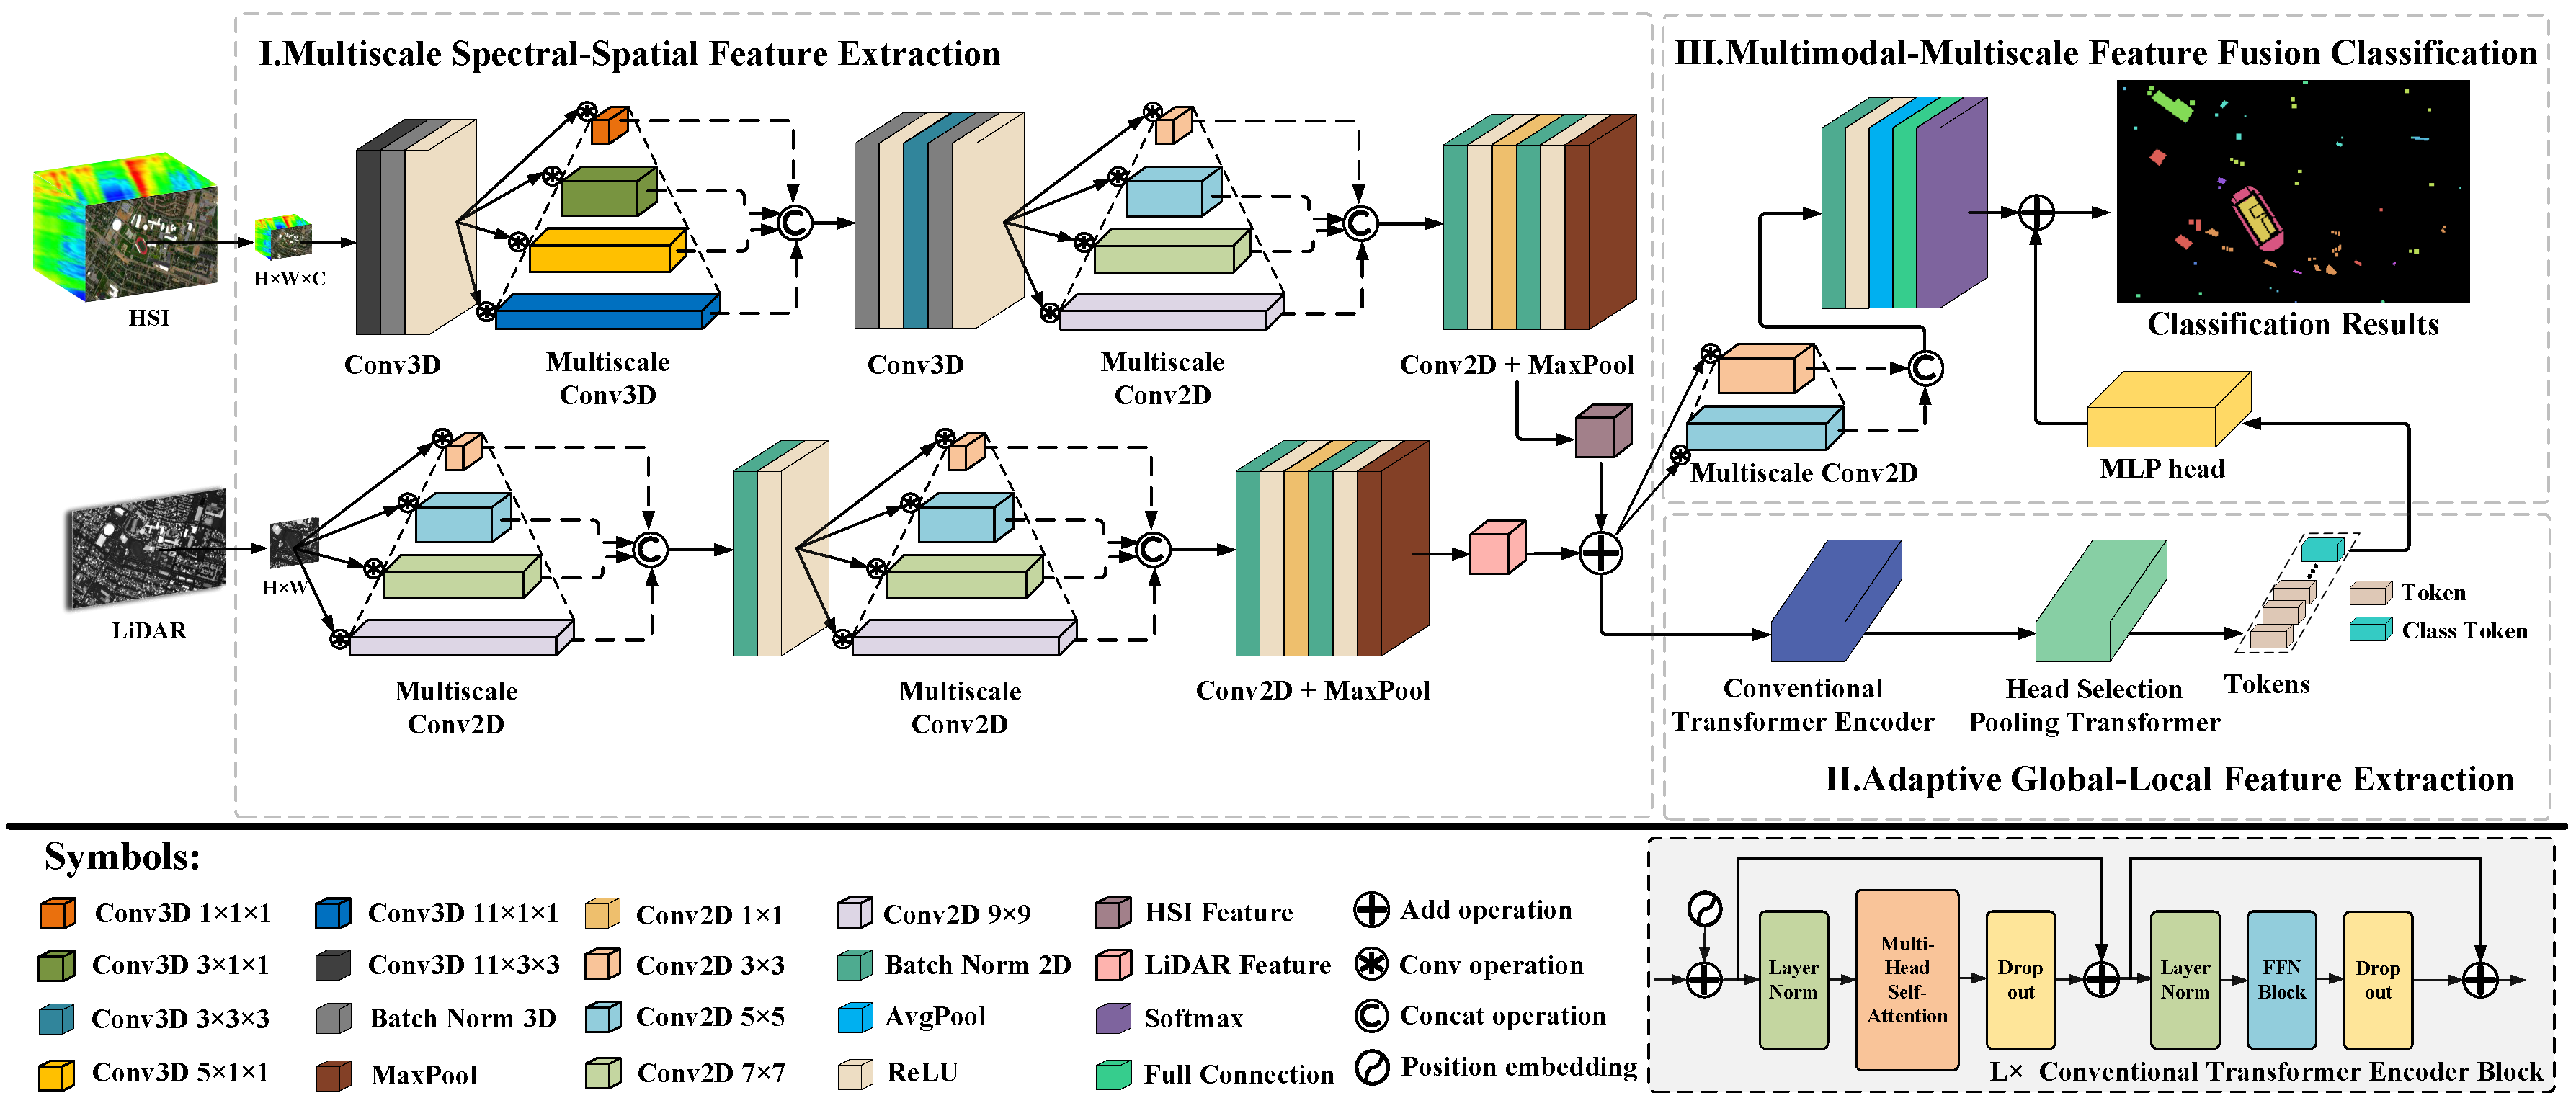 I.Multiscale Spectral-Spatial Feature Extraction
III.Multimodal-Multiscale Feature Fusion Classification
HSI
H×W×C
Conv3D
Multiscale
Conv3D
Conv3D
Multiscale
Conv2D
Conv2D + MaxPool
Classification Results
Multiscale Conv2D
MLP head
LiDAR
H×W
Multiscale
Conv2D
Multiscale
Conv2D
Conv2D + MaxPool
Conventional
Transformer Encoder
Head Selection
Pooling Transformer
Tokens
Token
Class Token
II.Adaptive Global-Local Feature Extraction
Symbols:
Conv3D 1×1×1
Conv3D 11×1×1
Conv2D 1×1
Conv2D 9×9
HSI Feature
Add operation
Conv3D 3×1×1
Conv3D 11×3×3
Conv2D 3×3
Batch Norm 2D
LiDAR Feature
Conv operation
Conv3D 3×3×3
Batch Norm 3D
Conv2D 5×5
AvgPool
Softmax
Concat operation
Conv3D 5×1×1
MaxPool
Conv2D 7×7
ReLU
Full Connection
Position embedding
Layer
Norm
Multi-
Head
Self-
Attention
Drop
out
Layer
Norm
FFN
Block
Drop
out
L× Conventional Transformer Encoder Block